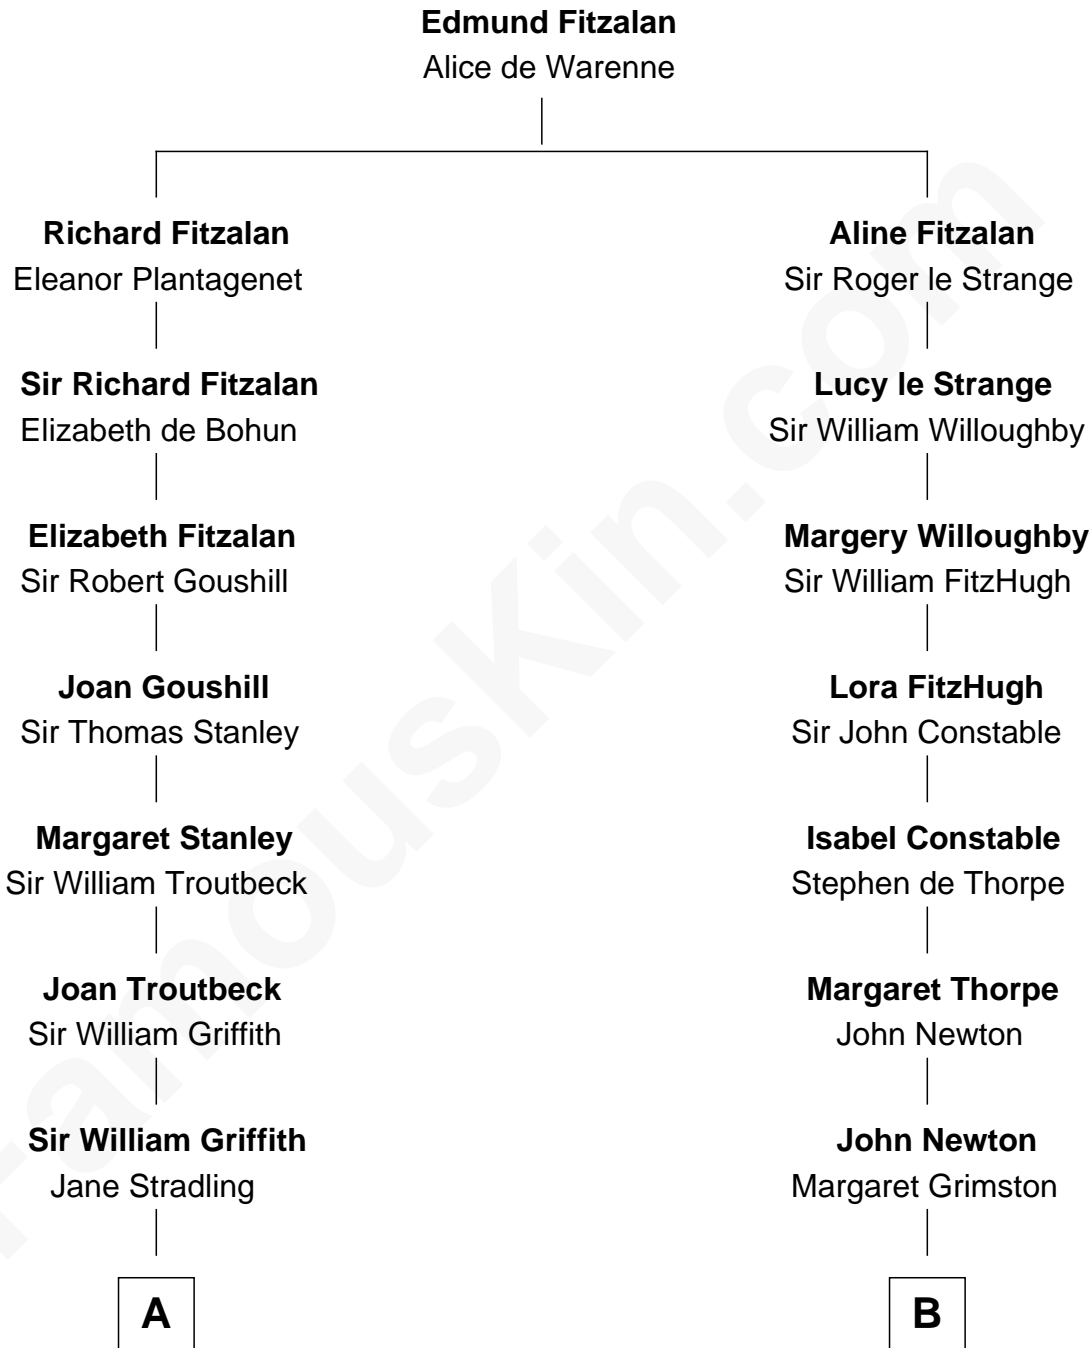 Edmund Fitzalan
Alice de Warenne
Richard Fitzalan
Eleanor Plantagenet
Aline Fitzalan
Sir Roger le Strange
Sir Richard Fitzalan
Elizabeth de Bohun
Lucy le Strange
Sir William Willoughby
Elizabeth Fitzalan
Sir Robert Goushill
Margery Willoughby
Sir William FitzHugh
Joan Goushill
Sir Thomas Stanley
Lora FitzHugh
Sir John Constable
Margaret Stanley
Sir William Troutbeck
Isabel Constable
Stephen de Thorpe
Joan Troutbeck
Sir William Griffith
Margaret Thorpe
John Newton
Sir William Griffith
Jane Stradling
John Newton
Margaret Grimston
A
B
FamousKin.com